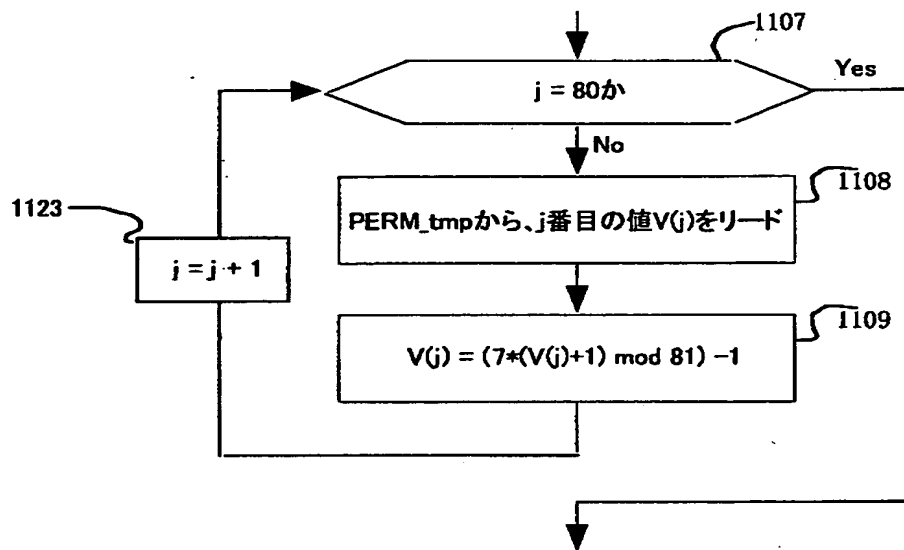 1107
j = 80か
Yes
No
1108
PERM_tmpから、j番目の値V(j)をリード
1123
j = j + 1
1109
V(j) = (7*(V(j)+1) mod 81) −1